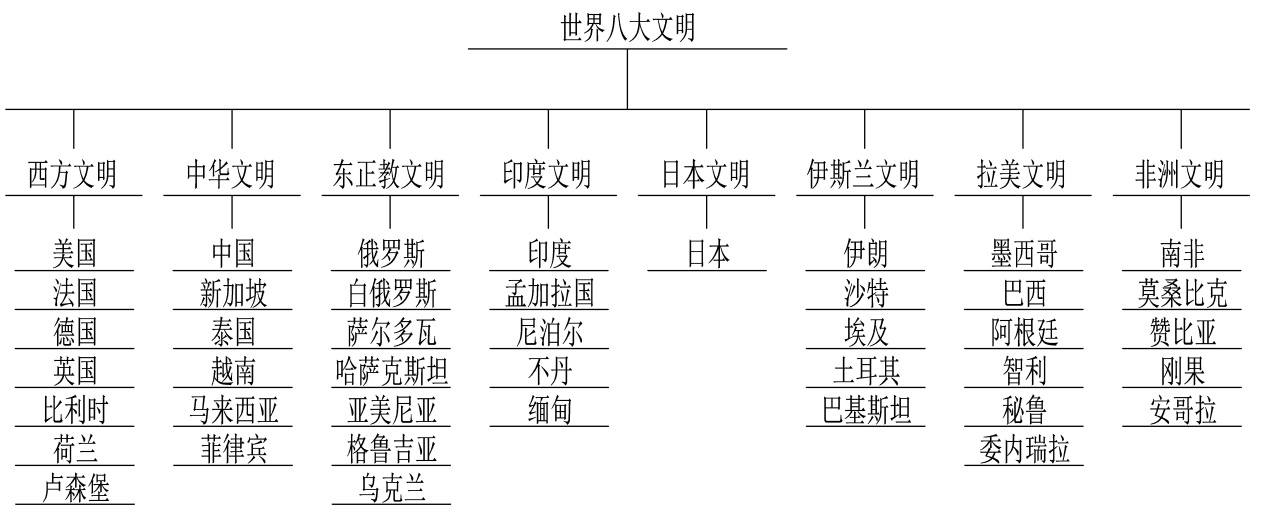 世界八大文明
西方文明 中华文明 东正教文明 印度文明 日本文明 伊斯兰文明 拉美文明 非洲文明
美国 中国 俄罗斯 印度 日本 伊朗 墨西哥 南非
法国 新加坡 白俄罗斯 孟加拉国 沙特 巴西 莫桑比克
德国 泰国 萨尔多瓦 尼泊尔 埃及 阿根廷 赞比亚
英国 越南 哈萨克斯坦 不丹 土耳其 智利 刚果
比利时 马来西亚 亚美尼亚 缅甸 巴基斯坦 秘鲁 安哥拉
荷兰 菲律宾 格鲁吉亚 委内瑞拉
卢森堡 乌克兰